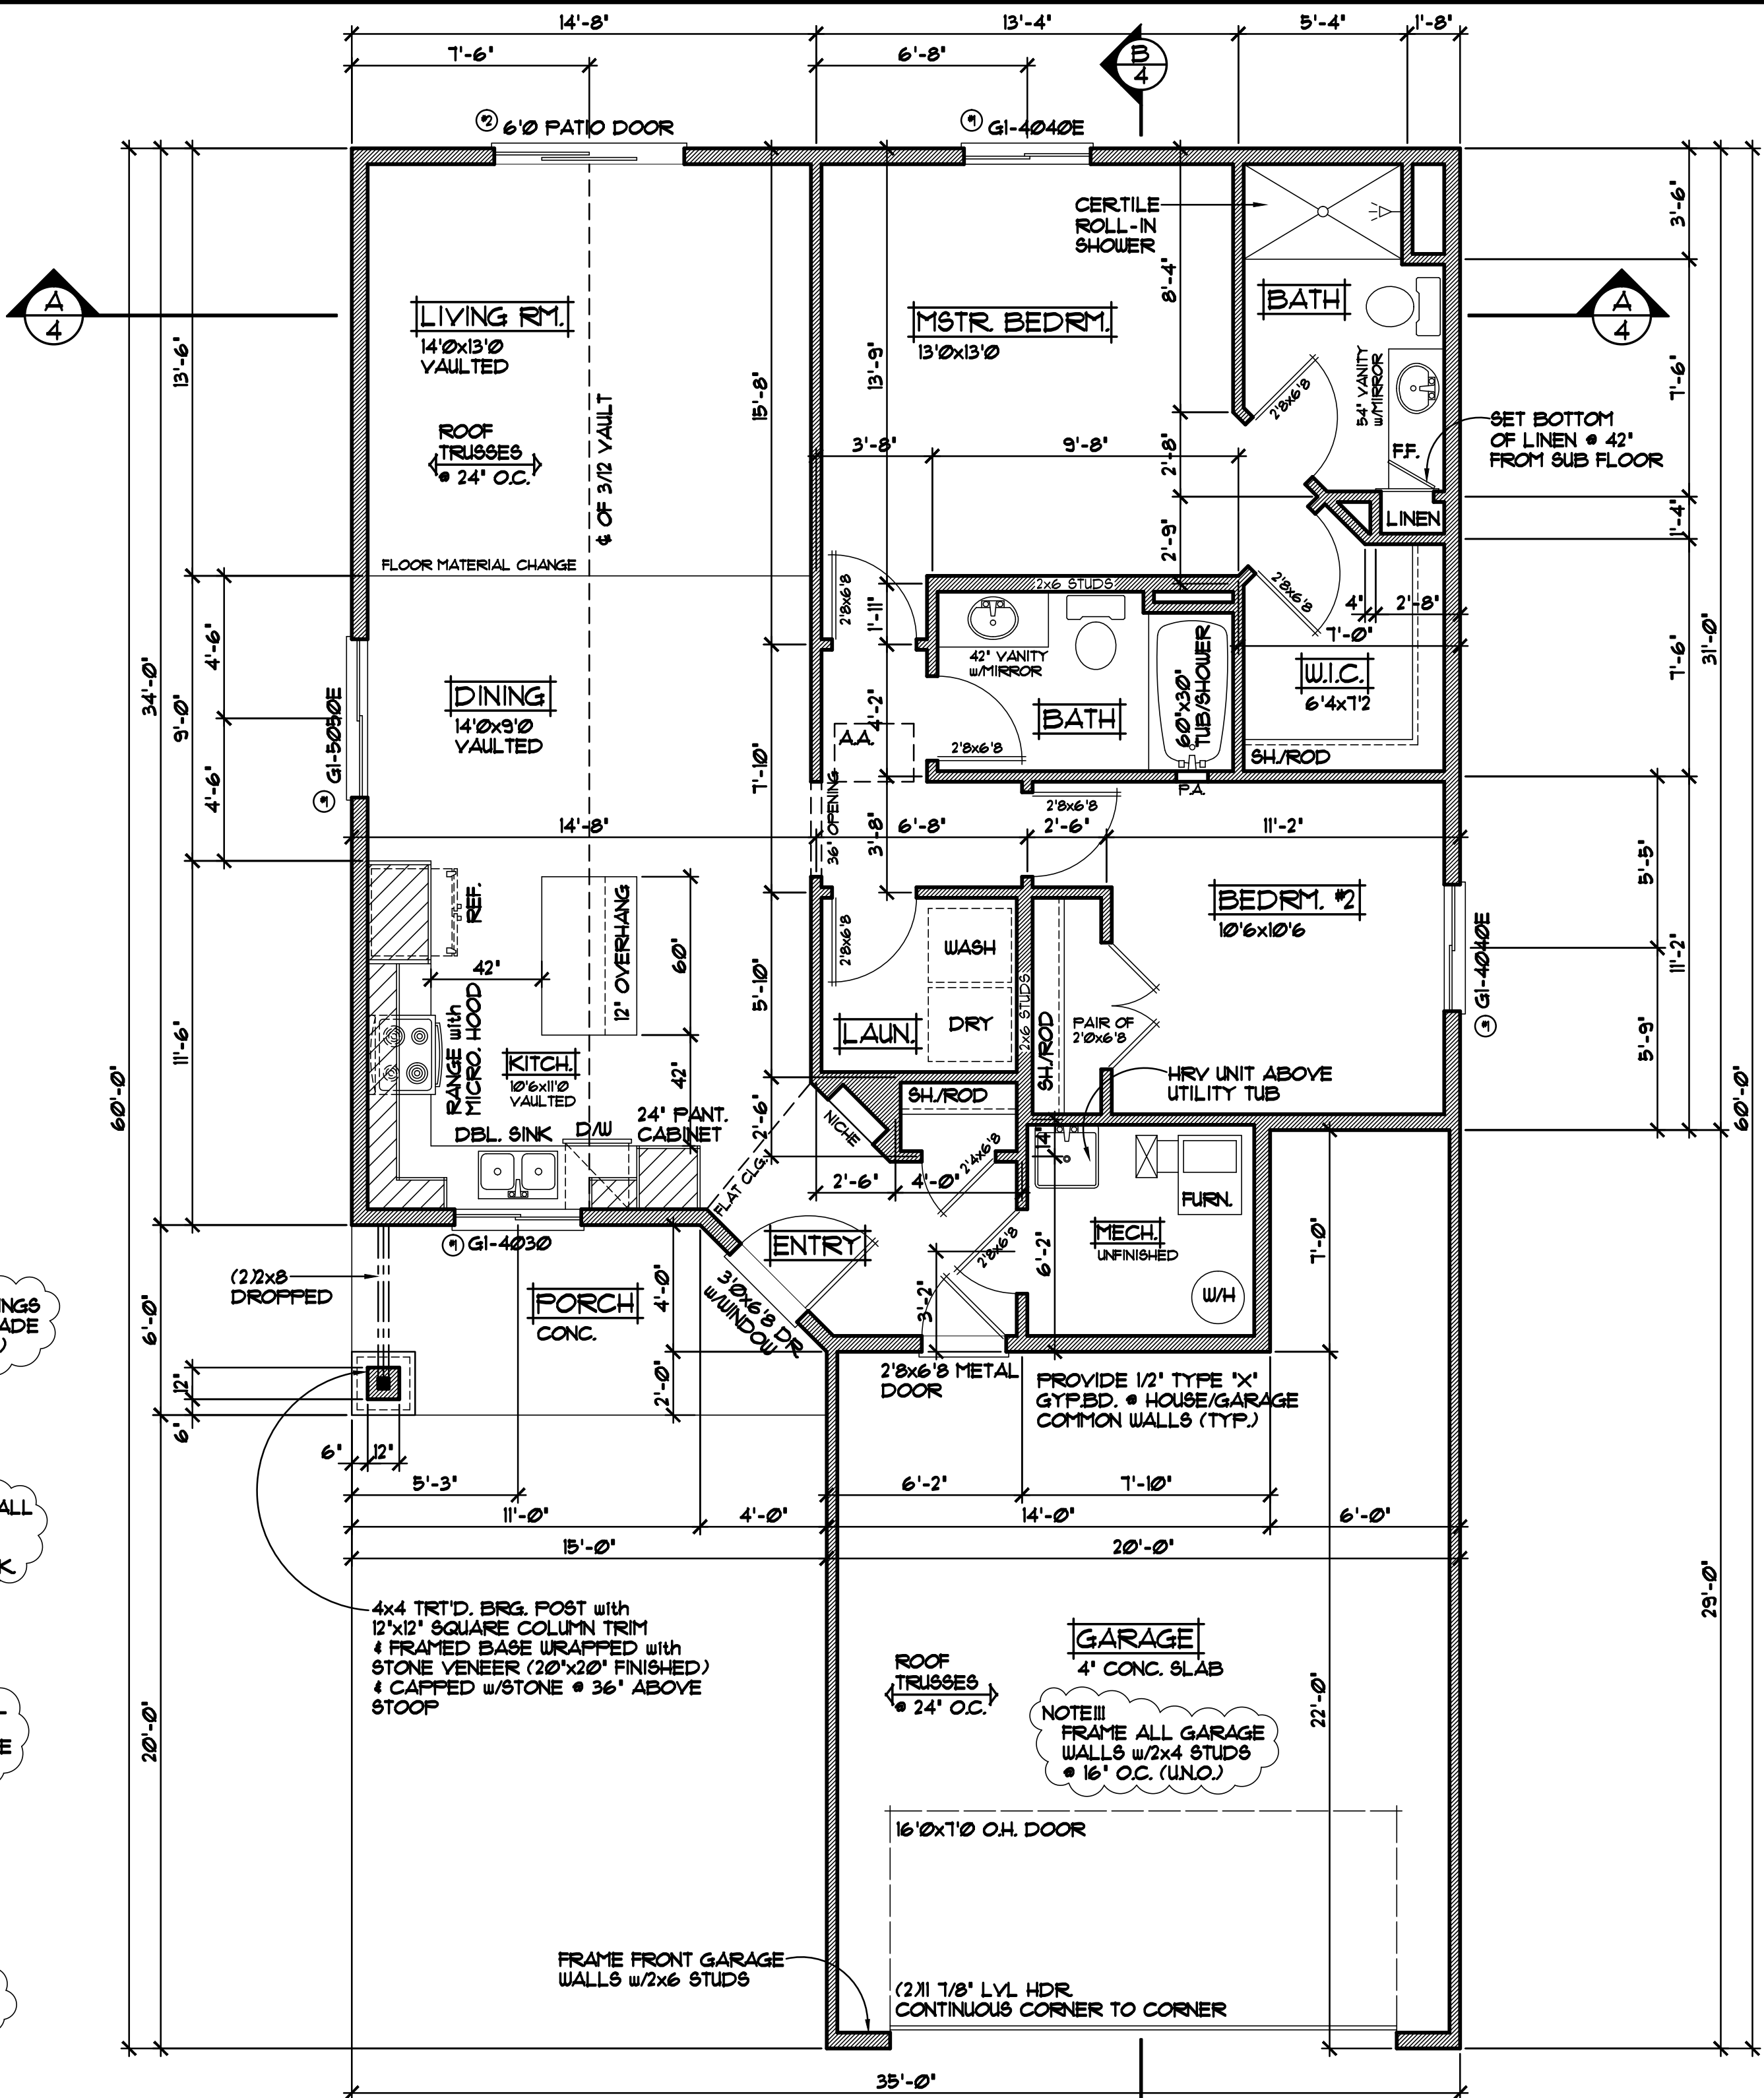 14'-8"
13'-4"
5'-4"
1'-8"
7'-6"
6'-8"
B
4
#2 6'0 PATIO DOOR
#1 G1-4040E
CERTILE
ROLL-IN
SHOWER
3'-6"
8'-4"
A
4
A
4
LIVING RM.
14'0x13'0
VAULTED
MSTR. BEDRM.
13'0x13'0
BATH
13'-6"
15'-8"
13'-9"
7'-6"
2'8x6'8
54" VANITY
w/MIRROR
ROOF
TRUSSES
@ 24" O.C.
℄ OF 3/12 VAULT
3'-8"
9'-8"
2'-8"
F.F.
SET BOTTOM
OF LINEN @ 42"
FROM SUB FLOOR
LINEN
1'-4"
2'-9"
FLOOR MATERIAL CHANGE
2x6 STUDS
2'8x6'8
2'8x6'8
4"
2'-8"
1'-11"
7'-0"
34'-0"
4'-6"
9'-0"
31'-0"
7'-6"
42" VANITY
w/MIRROR
60"x30"
TUB/SHOWER
W.I.C.
6'4x7'2
DINING
14'0x9'0
VAULTED
#1 G1-5050E
4'-2"
BATH
A.A.
2'8x6'8
SH./ROD
4'-6"
7'-10"
P.A.
36" OPENING
2'8x6'8
14'-8"
3'-8"
6'-8"
2'-6"
11'-2"
5'-5"
REF.
12" OVERHANG
60"
42"
2'8x6'8
WASH
BEDRM. #2
10'6x10'6
#1 G1-4040E
11'-2"
5'-10"
LAUN.
DRY
2x6 STUDS
SH./ROD
PAIR OF
2'0x6'8
5'-9"
RANGE with
MICRO. HOOD
KITCH.
10'6x11'0
VAULTED
11'-6"
60'-0"
42"
60'-0"
HRV UNIT ABOVE
UTILITY TUB
SH./ROD
DBL. SINK
D/W
24" PANT.
CABINET
2'-6"
NICHE
2'4x6'8
14"
FLAT CLG.
2'-6"
4'-0"
FURN.
MECH.
UNFINISHED
#1 G1-4030
ENTRY
2'8x6'8
6'-2"
7'-0"
(2)2x8
DROPPED
INGS
ADE
)
PORCH
CONC.
4'-0"
3'0x6'8 DR
w/WINDOW
3'-2"
W/H
6'-0"
12"
6"
2'-0"
2'8x6'8 METAL
DOOR
PROVIDE 1/2" TYPE "X"
GYP.BD. @ HOUSE/GARAGE
COMMON WALLS (TYP.)
6"
12"
5'-3"
6'-2"
7'-10"
ALL
K
11'-0"
4'-0"
14'-0"
6'-0"
15'-0"
20'-0"
4x4 TRT'D. BRG. POST with
12"x12" SQUARE COLUMN TRIM
& FRAMED BASE WRAPPED with
STONE VENEER (20"x20" FINISHED)
& CAPPED w/STONE @ 36" ABOVE
STOOP
29'-0"
GARAGE
4" CONC. SLAB
ROOF
TRUSSES
@ 24" O.C.
22'-0"
20'-0"
E
NOTE!!!
FRAME ALL GARAGE
WALLS w/2x4 STUDS
@ 16" O.C. (U.N.O.)
16'0x7'0 O.H. DOOR
FRAME FRONT GARAGE
WALLS w/2x6 STUDS
(2)11 7/8" LVL HDR.
CONTINUOUS CORNER TO CORNER
35'-0"